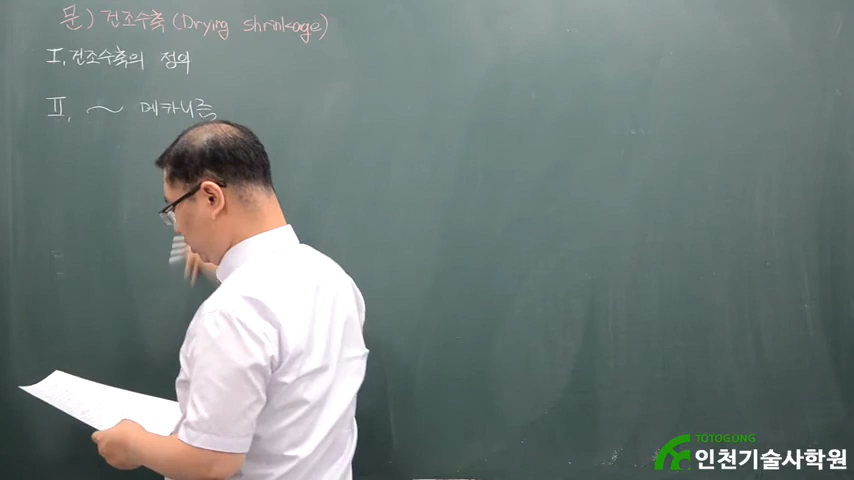 문) 건조수축 (Drying shrinkage)
Ⅰ. 건조수축의 정의
Ⅱ. ～ 메카니즘
TOTOGONG
인천기술사학원